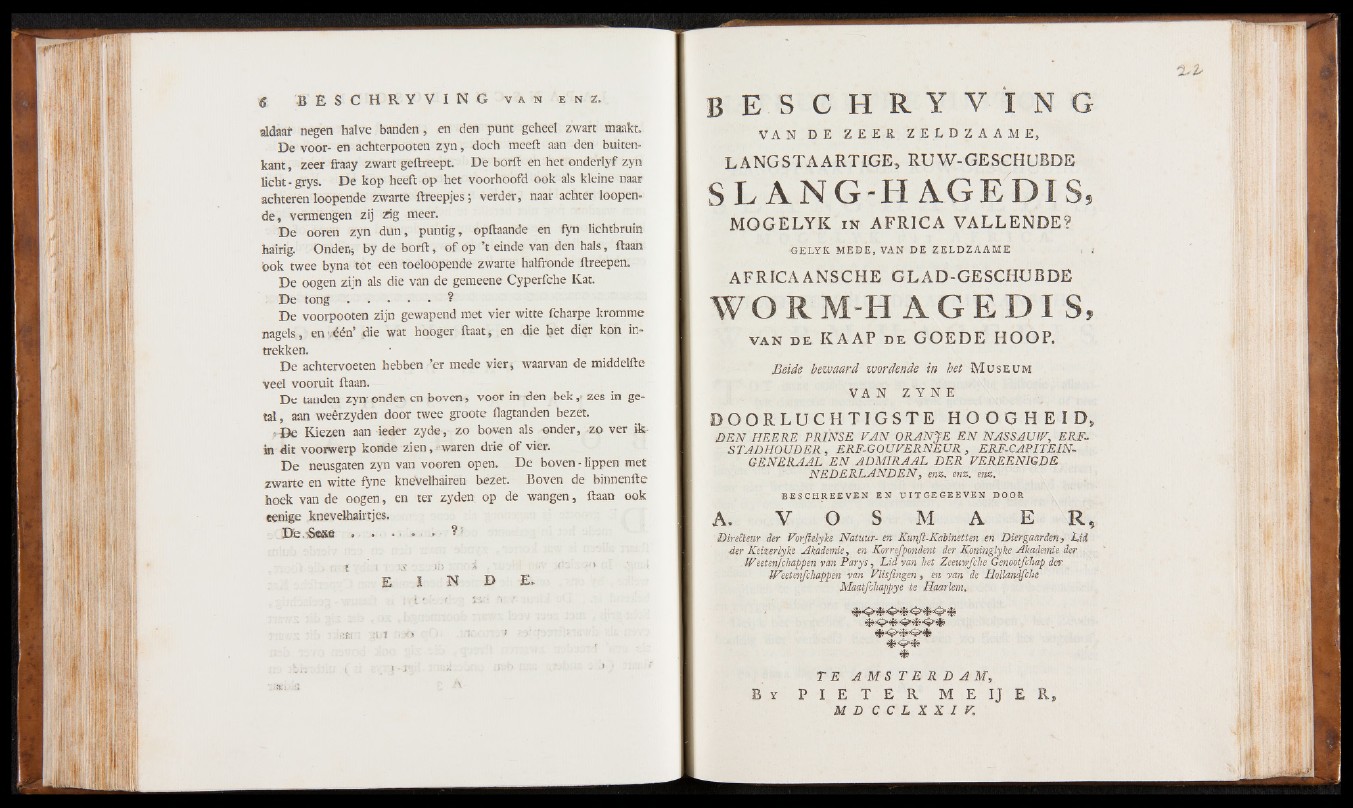 6 BESCHRYVING VAN ENZ.
aldaar negen halve banden, en den punt geheel zwart maakt.
De voor- en achterpooten zyn, doch meeſt aan den buiten-
kant, zeer fraay zwart geſtreept. De borſt en het onderlyf zyn
licht-grys. De kop heeft op het voorhoofd ook als kleine naar
achteren loopende zwarte ſtreepjes; verder, naar achter loopen-
de, vermengen zij zig meer.
De ooren zyn dun, puntig, opſtaande en fyn lichtbruin
hairig. Onder, by de borſt, of op 't einde van den hals, ſtaan
ook twee byna tot een toeloopende zwarte halfronde ſtreepen.
De oogen zijn als die van de gemeene Cyperſche Kat.
De tong . . . . . ?
De voorpooten zijn gewapend met vier witte ſcharpe kromme
nagels, en één' die wat hooger ſtaat, en die het dier kon in-
trekken.
De achtervoeten hebben 'er mede vier, waarvan de middelſte
veel vooruit ſtaan.
De tanden zyn onder en boven, voor in den bek, zes in ge-
tal, aan weêrzyden door twee groote ſlagtanden bezet.
De Kiezen aan ieder zyde, zo boven als onder, zo ver ik
in dit voorwerp konde zien, waren drie of vier.
De neusgaten zyn van vooren open. De boven-lippen met
zwarte en witte fyne knevelhairen bezet. Boven de binnenſte
hoek van de oogen, en ter zyden op de wangen, ſtaan ook
eenige knevelhairtjes.
De Sexe . . . . . . ?
EINDE.
22
BESCHRYVING
VAN DE ZEER ZELDZAAME,
LANGSTAARTIGE, RUW-GESCHUBDE
SLANG-HAGEDIS,
MOGELYK IN AFRICA VALLENDE?
GELYK MEDE, VAN DE ZELDZAAME
AFRICAANSCHE GLAD-GESCHUBDE
WORM-HAGEDIS,
VAN DE KAAP DE GOEDE HOOP.
Beide bewaard wordende in het MUSEUM
VAN ZYNE
DOORLUCHTIGSTE HOOGHEID,
DEN HEERE PRINSE VAN ORANJE EN NASSAUW, ERF-
STADHOUDER, ERF-GOUVERNEUR, ERF-CAPITEIN-
GENERAAL EN ADMIRAAL DER VEREENIGDE
NEDERLANDEN, enz. enz. enz.
BESCHREEVEN EN UITGEGEEVEN DOOR
A. VOSMAER,
Directeur der Vorſtelyke Natuur- en Kunſt-Kabinetten en Diergaarden, Lid
der Keizerlyke Akademie, en Korreſpondent der Koninglyke Akademie der
Weetenſchappen van Parys, Lid van het Zeeuwſche Genootſchap der
Weetenſchappen van Vlisſingen, en van de Hollandſche
Maatſchappye te Haarlem.
TE AMSTERDAM,
BY PIETER MEIJER,
MDCCLXXIV.